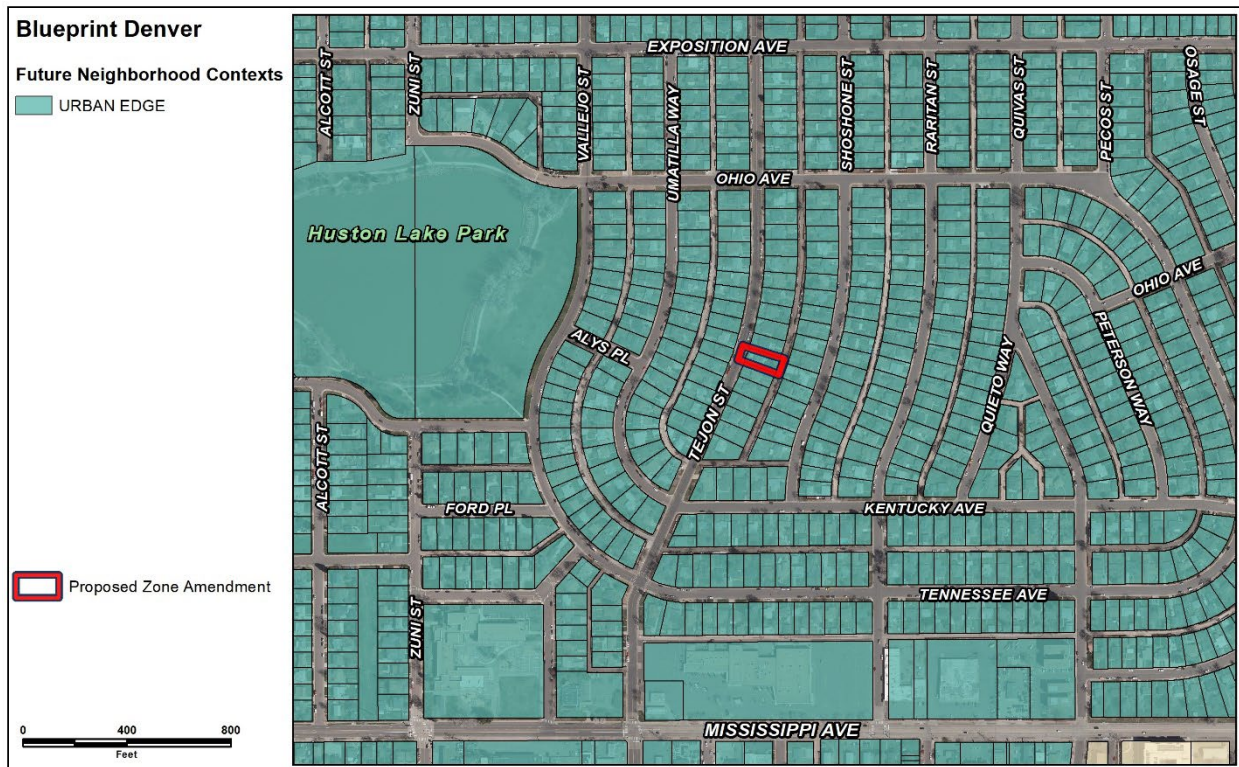 Blueprint Denver
Future Neighborhood Contexts
URBAN EDGE
Proposed Zone Amendment
0 400 800
Feet
EXPOSITION AVE
ALCOTT ST
ZUNI ST
VALLEJO ST
UMATILLA WAY
SHOSHONE ST
RARITAN ST
QUIVAS ST
PECOS ST
OSAGE ST
OHIO AVE
Huston Lake Park
OHIO AVE
ALYS PL
PETERSON WAY
QUIETO WAY
TEJON ST
ALCOTT ST
FORD PL
KENTUCKY AVE
TENNESSEE AVE
ZUNI ST
MISSISSIPPI AVE